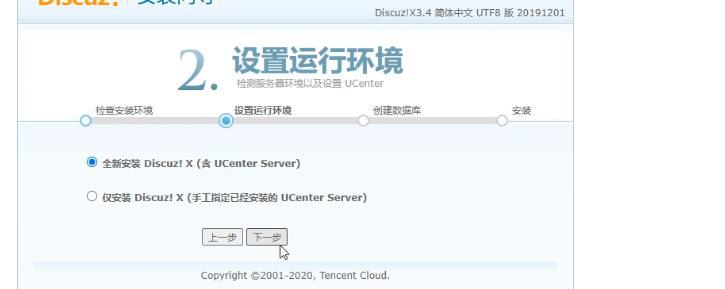 Discuz! 安装向导
Discuz!X3.4 简体中文 UTF8 版 20191201
2. 设置运行环境
检测服务器环境以及设置 UCenter
检查安装环境 设置运行环境 创建数据库 安装
全新安装 Discuz! X (含 UCenter Server)
仅安装 Discuz! X (手工指定已经安装的 UCenter Server)
上一步 下一步
Copyright ©2001-2020, Tencent Cloud.